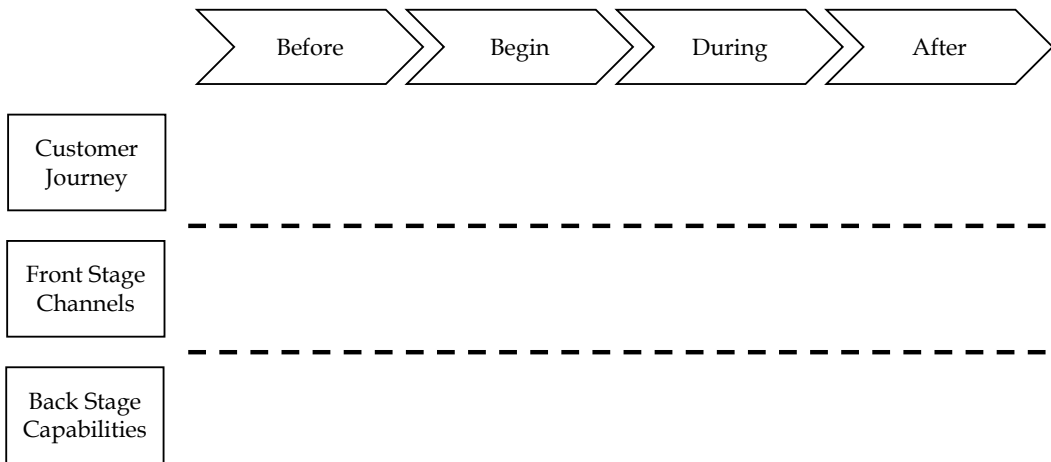 Before
Begin
During
After
Customer
Journey
Front Stage
Channels
Back Stage
Capabilities